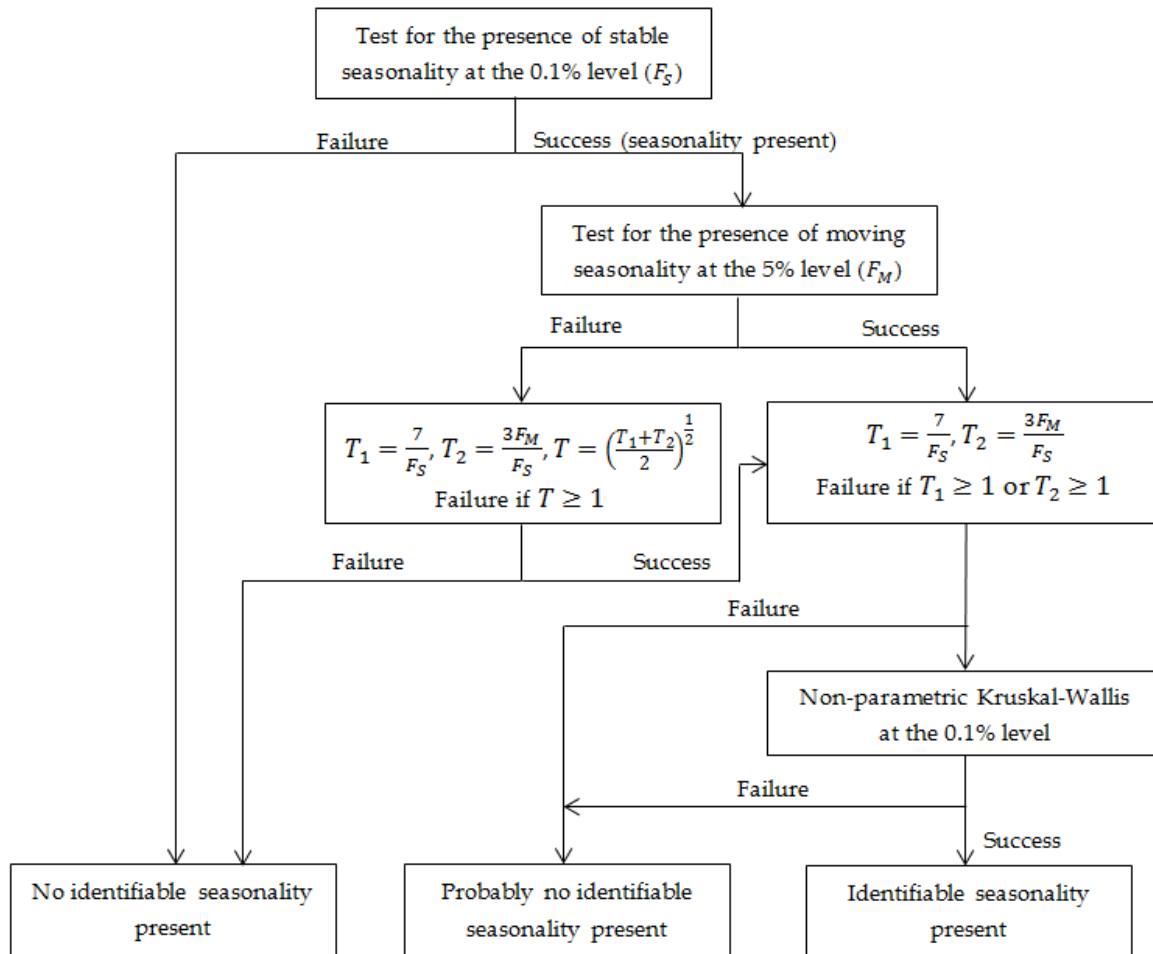 Test for the presence of stable
seasonality at the 0.1% level (F_S)
Failure
Success (seasonality present)
Test for the presence of moving
seasonality at the 5% level (F_M)
Failure
Success
T_1 = 7/F_S, T_2 = 3F_M/F_S, T = ((T_1+T_2)/2)^(1/2)
Failure if T ≥ 1
T_1 = 7/F_S, T_2 = 3F_M/F_S
Failure if T_1 ≥ 1 or T_2 ≥ 1
Failure
Success
Failure
Non-parametric Kruskal-Wallis
at the 0.1% level
Failure
Success
No identifiable seasonality
present
Probably no identifiable
seasonality present
Identifiable seasonality
present